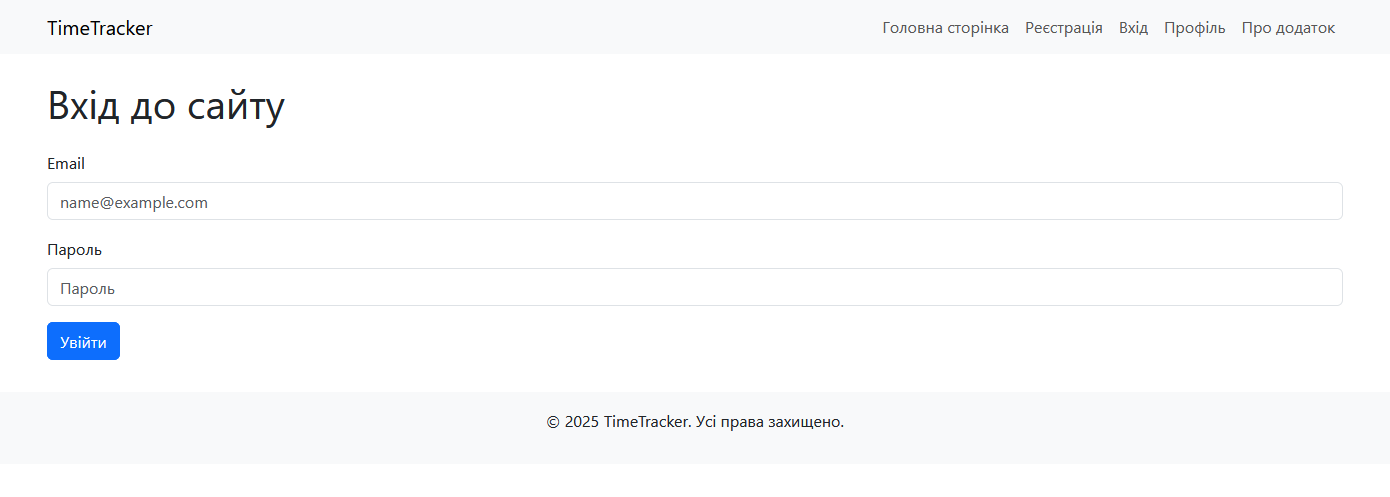 TimeTracker Головна сторінка Реєстрація Вхід Профіль Про додаток
Вхід до сайту
Email
name@example.com
Пароль
Пароль
Увійти
© 2025 TimeTracker. Усі права захищено.